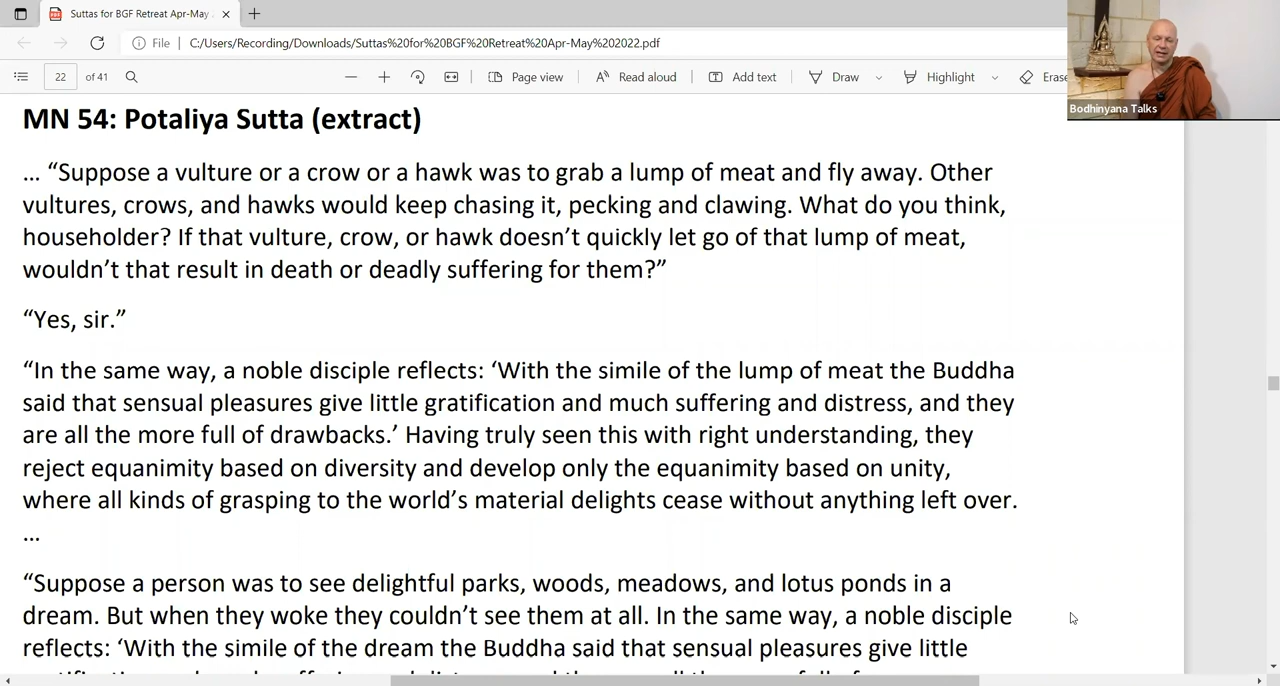 Suttas for BGF Retreat Apr-May
File C:/Users/Recording/Downloads/Suttas%20for%20BGF%20Retreat%20Apr-May%202022.pdf
22 of 41 Page view Read aloud Add text Draw Highlight Erase
Bodhinyana Talks
MN 54: Potaliya Sutta (extract)
... “Suppose a vulture or a crow or a hawk was to grab a lump of meat and fly away. Other
vultures, crows, and hawks would keep chasing it, pecking and clawing. What do you think,
householder? If that vulture, crow, or hawk doesn’t quickly let go of that lump of meat,
wouldn’t that result in death or deadly suffering for them?”
“Yes, sir.”
“In the same way, a noble disciple reflects: ‘With the simile of the lump of meat the Buddha
said that sensual pleasures give little gratification and much suffering and distress, and they
are all the more full of drawbacks.’ Having truly seen this with right understanding, they
reject equanimity based on diversity and develop only the equanimity based on unity,
where all kinds of grasping to the world’s material delights cease without anything left over.
...
“Suppose a person was to see delightful parks, woods, meadows, and lotus ponds in a
dream. But when they woke they couldn’t see them at all. In the same way, a noble disciple
reflects: ‘With the simile of the dream the Buddha said that sensual pleasures give little